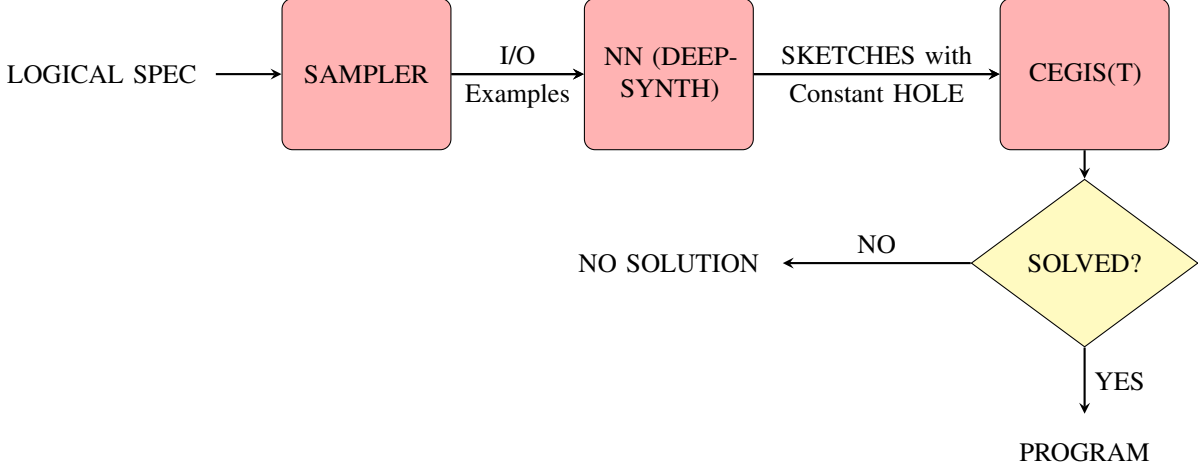 LOGICAL SPEC
SAMPLER
I/O
Examples
NN (DEEP-
SYNTH)
SKETCHES with
Constant HOLE
CEGIS(T)
SOLVED?
NO
NO SOLUTION
YES
PROGRAM